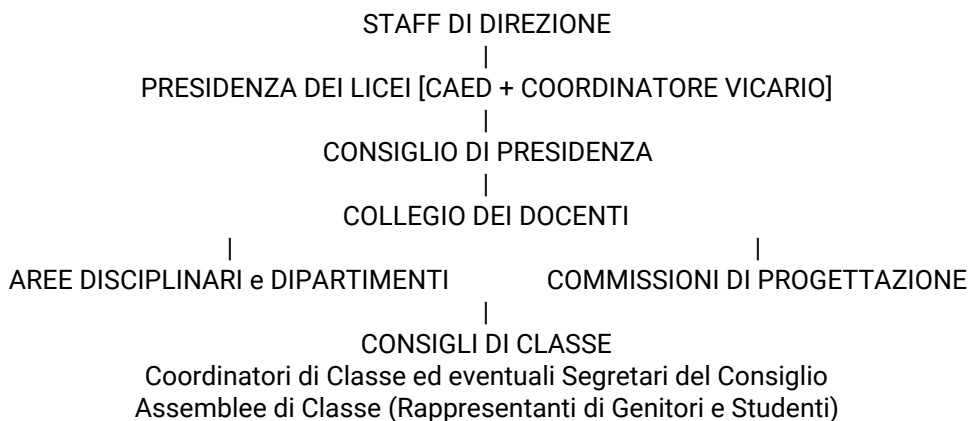 STAFF DI DIREZIONE
|
PRESIDENZA DEI LICEI [CAED + COORDINATORE VICARIO]
|
CONSIGLIO DI PRESIDENZA
|
COLLEGIO DEI DOCENTI
| |
AREE DISCIPLINARI e DIPARTIMENTI COMMISSIONI DI PROGETTAZIONE
|
CONSIGLI DI CLASSE
Coordinatori di Classe ed eventuali Segretari del Consiglio
Assemblee di Classe (Rappresentanti di Genitori e Studenti)